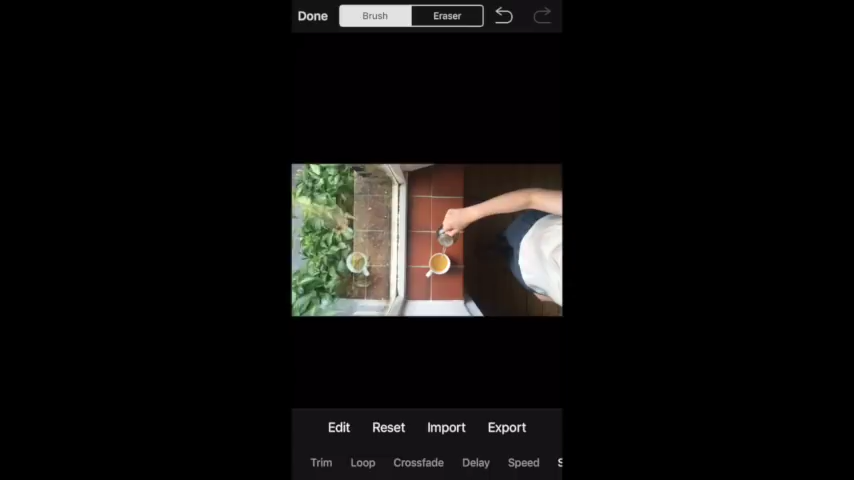 Done Brush Eraser
Edit Reset Import Export
Trim Loop Crossfade Delay Speed S